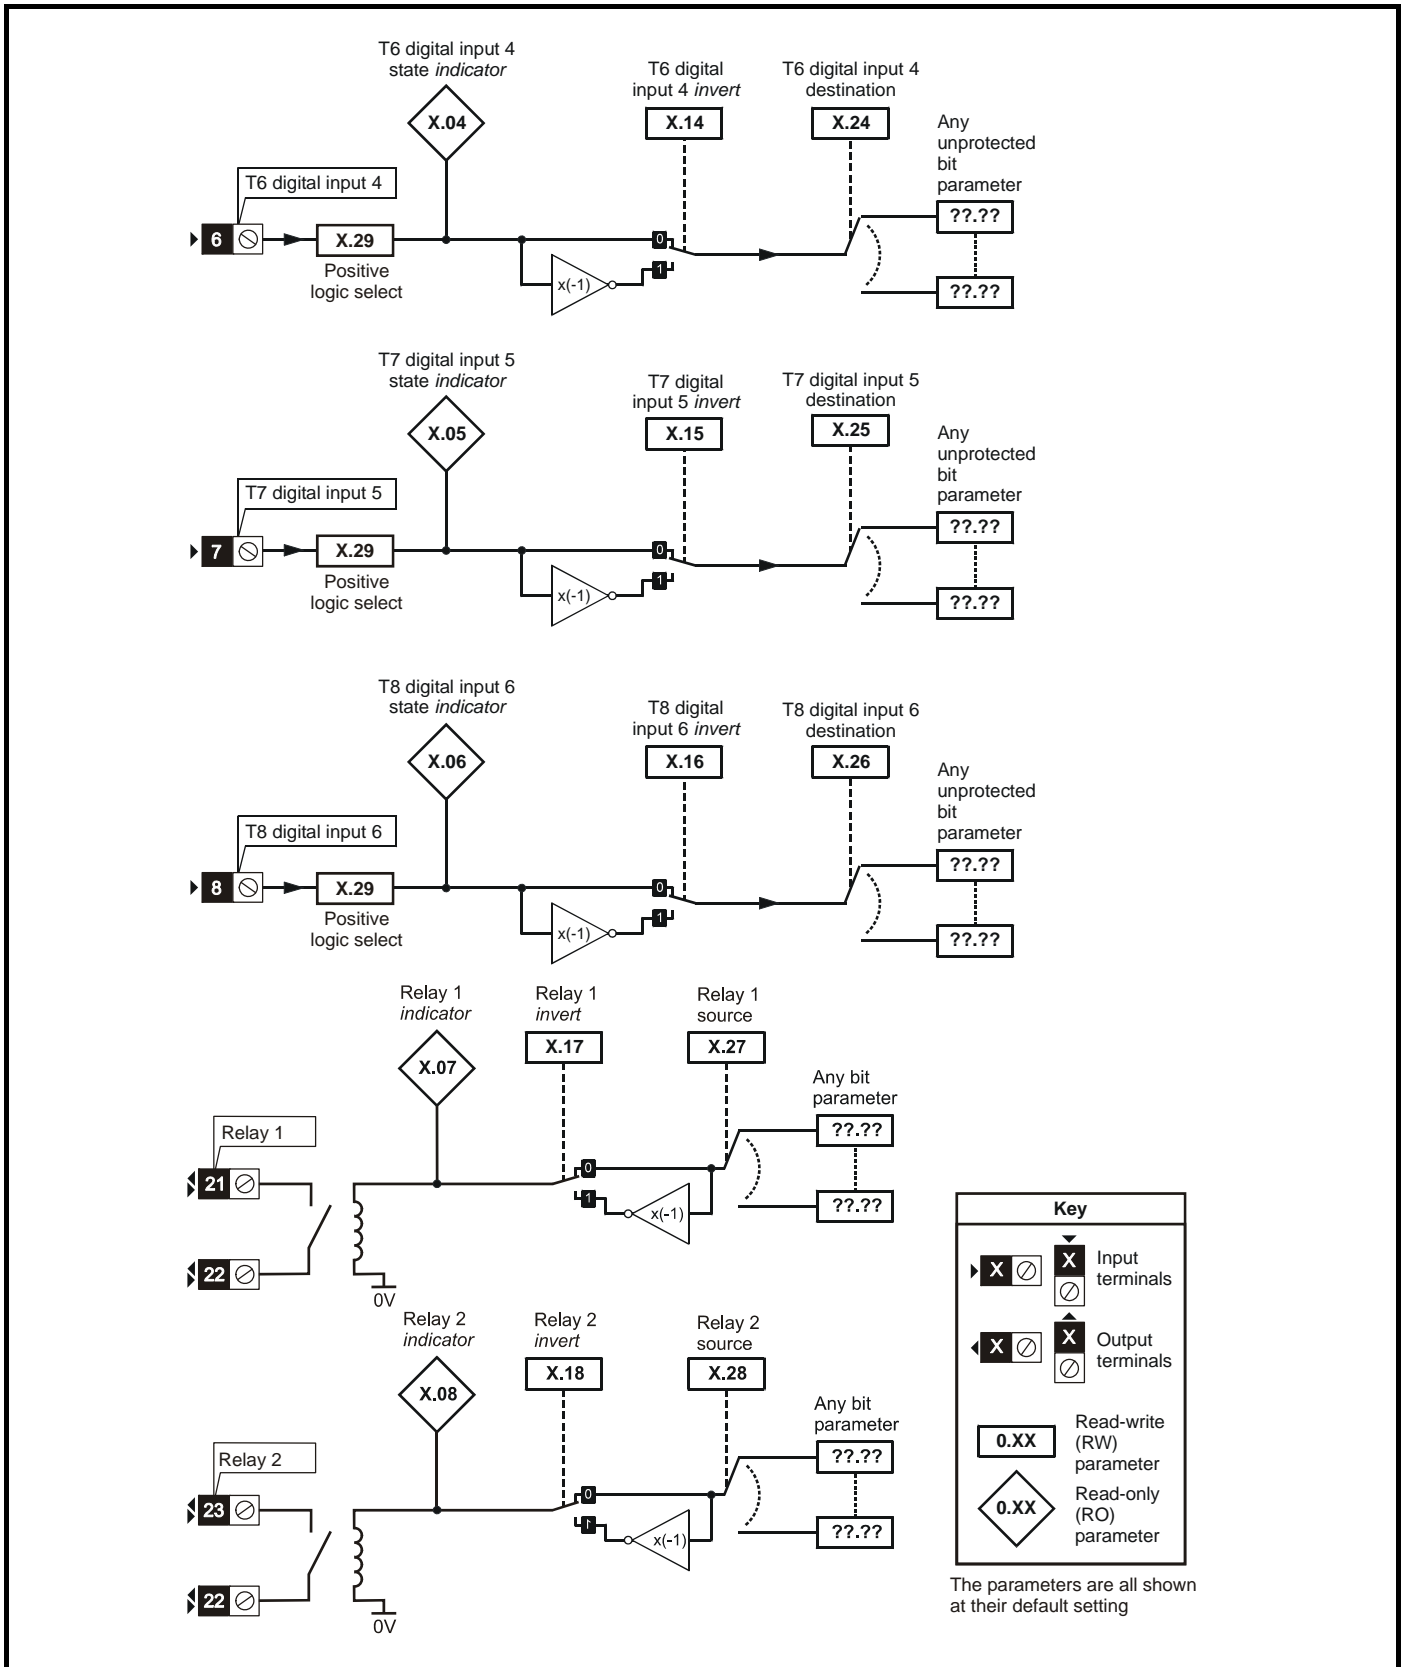 T6 digital input 4
state indicator
X.04
T6 digital
input 4 invert
X.14
T6 digital input 4
destination
X.24
Any
unprotected
bit
parameter
??.??
??.??
T6 digital input 4
6
X.29
Positive
logic select
x(-1)
0
1
T7 digital input 5
state indicator
X.05
T7 digital
input 5 invert
X.15
T7 digital input 5
destination
X.25
Any
unprotected
bit
parameter
??.??
??.??
T7 digital input 5
7
X.29
Positive
logic select
x(-1)
0
1
T8 digital input 6
state indicator
X.06
T8 digital
input 6 invert
X.16
T8 digital input 6
destination
X.26
Any
unprotected
bit
parameter
??.??
??.??
T8 digital input 6
8
X.29
Positive
logic select
x(-1)
0
1
Relay 1
indicator
X.07
Relay 1
invert
X.17
Relay 1
source
X.27
Any bit
parameter
??.??
??.??
Relay 1
21
22
0
1
x(-1)
0V
Relay 2
indicator
X.08
Relay 2
invert
X.18
Relay 2
source
X.28
Any bit
parameter
??.??
??.??
Relay 2
23
22
0
1
x(-1)
0V
Key
X
X
Input
terminals
X
X
Output
terminals
0.XX
Read-write
(RW)
parameter
0.XX
Read-only
(RO)
parameter
The parameters are all shown
at their default setting